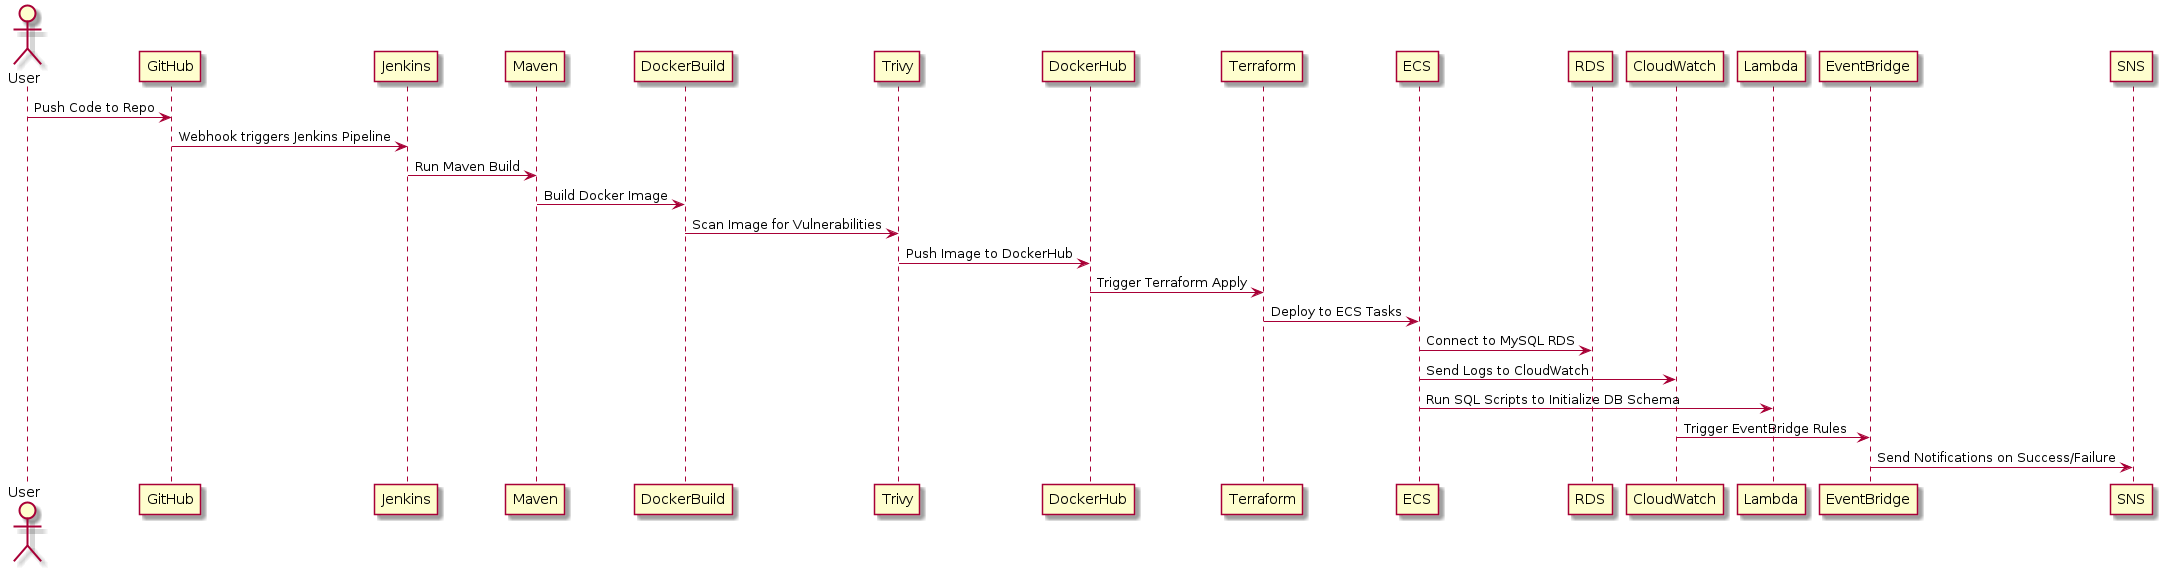 User
GitHub
Jenkins
Maven
DockerBuild
Trivy
DockerHub
Terraform
ECS
RDS
CloudWatch
Lambda
EventBridge
SNS
Push Code to Repo
Webhook triggers Jenkins Pipeline
Run Maven Build
Build Docker Image
Scan Image for Vulnerabilities
Push Image to DockerHub
Trigger Terraform Apply
Deploy to ECS Tasks
Connect to MySQL RDS
Send Logs to CloudWatch
Run SQL Scripts to Initialize DB Schema
Trigger EventBridge Rules
Send Notifications on Success/Failure
User
GitHub
Jenkins
Maven
DockerBuild
Trivy
DockerHub
Terraform
ECS
RDS
CloudWatch
Lambda
EventBridge
SNS